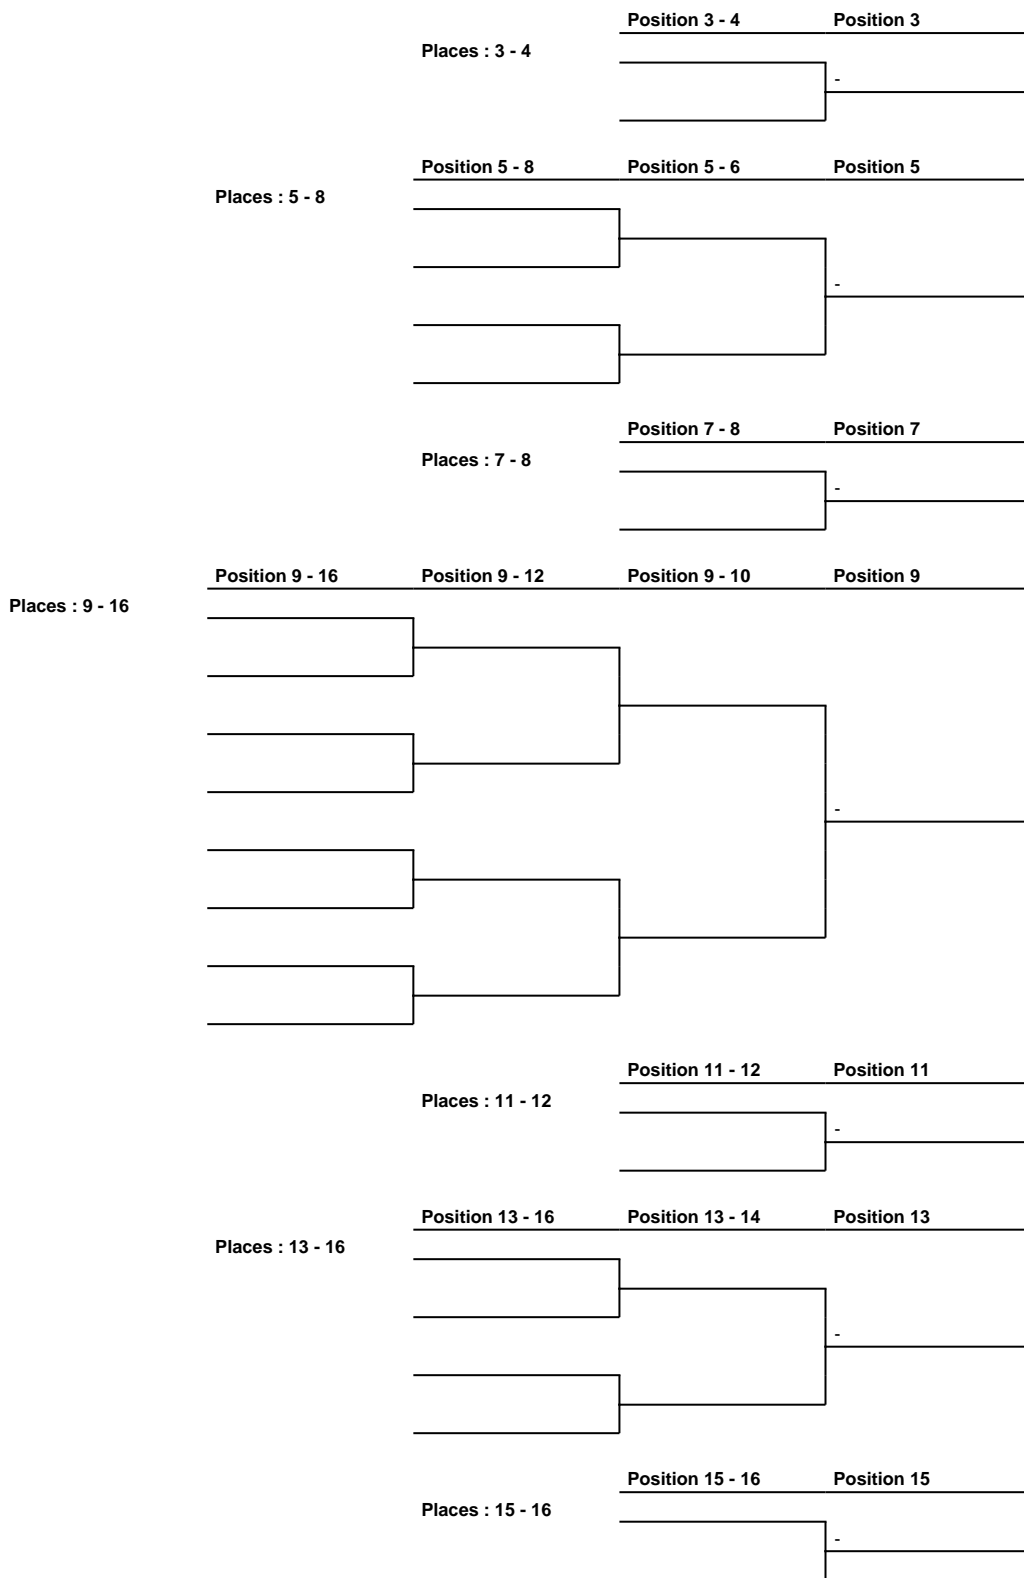 Position 3 - 4 Position 3
Places : 3 - 4
-
Position 5 - 8 Position 5 - 6 Position 5
Places : 5 - 8
-
Position 7 - 8 Position 7
Places : 7 - 8
-
Position 9 - 16 Position 9 - 12 Position 9 - 10 Position 9
Places : 9 - 16
-
Position 11 - 12 Position 11
Places : 11 - 12
-
Position 13 - 16 Position 13 - 14 Position 13
Places : 13 - 16
-
Position 15 - 16 Position 15
Places : 15 - 16
-